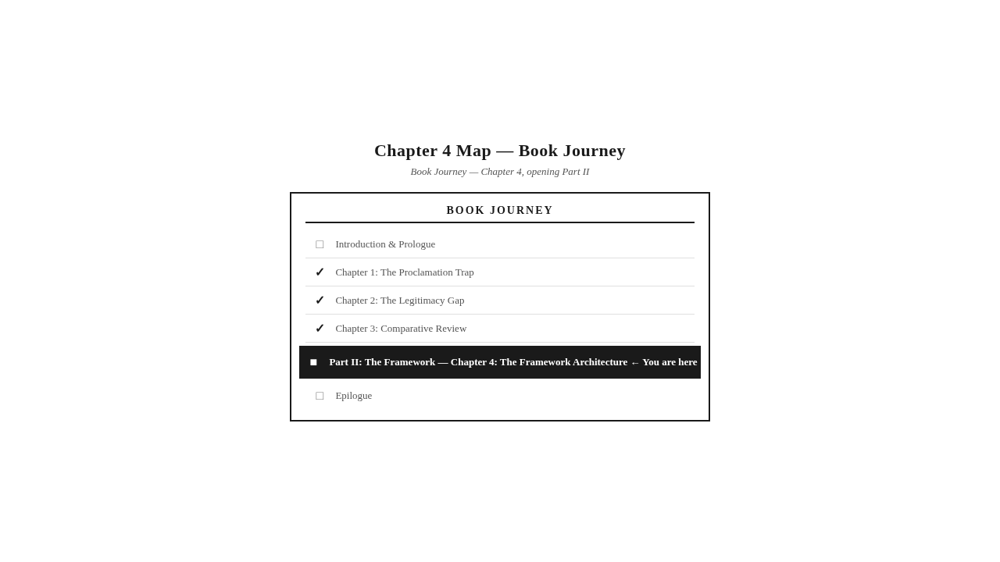 Chapter 4 Map — Book Journey
Book Journey — Chapter 4, opening Part II
BOOK JOURNEY
□ Introduction & Prologue
✓ Chapter 1: The Proclamation Trap
✓ Chapter 2: The Legitimacy Gap
✓ Chapter 3: Comparative Review
■ Part II: The Framework — Chapter 4: The Framework Architecture ← You are here
□ Epilogue